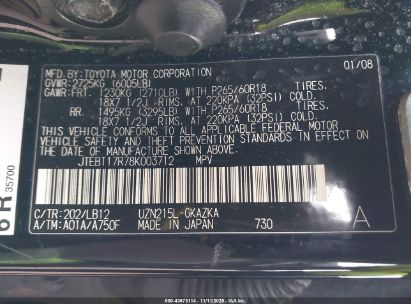 MFD. BY: TOYOTA MOTOR CORPORATION 01/08
GVWR: 2725KG (6005LB)
GAWR: FRT. 1230KG (2710LB) WITH P265/60R18 TIRES.
18X7 1/2J RIMS, AT 220KPA (32PSI) COLD.
RR. 1495KG (3295LB) WITH P265/60R18 TIRES.
18X7 1/2J RIMS, AT 220KPA (32PSI) COLD.
THIS VEHICLE CONFORMS TO ALL APPLICABLE FEDERAL MOTOR
VEHICLE SAFETY STANDARDS IN EFFECT ON THE DATE OF
MANUFACTURE SHOWN ABOVE.
JTEBT17R78K003712 MPV
C/TR: 202/LB12 UZN215L-GKAZKA
A/TM: A01A/A750F MADE IN JAPAN 730 A
6R 35700